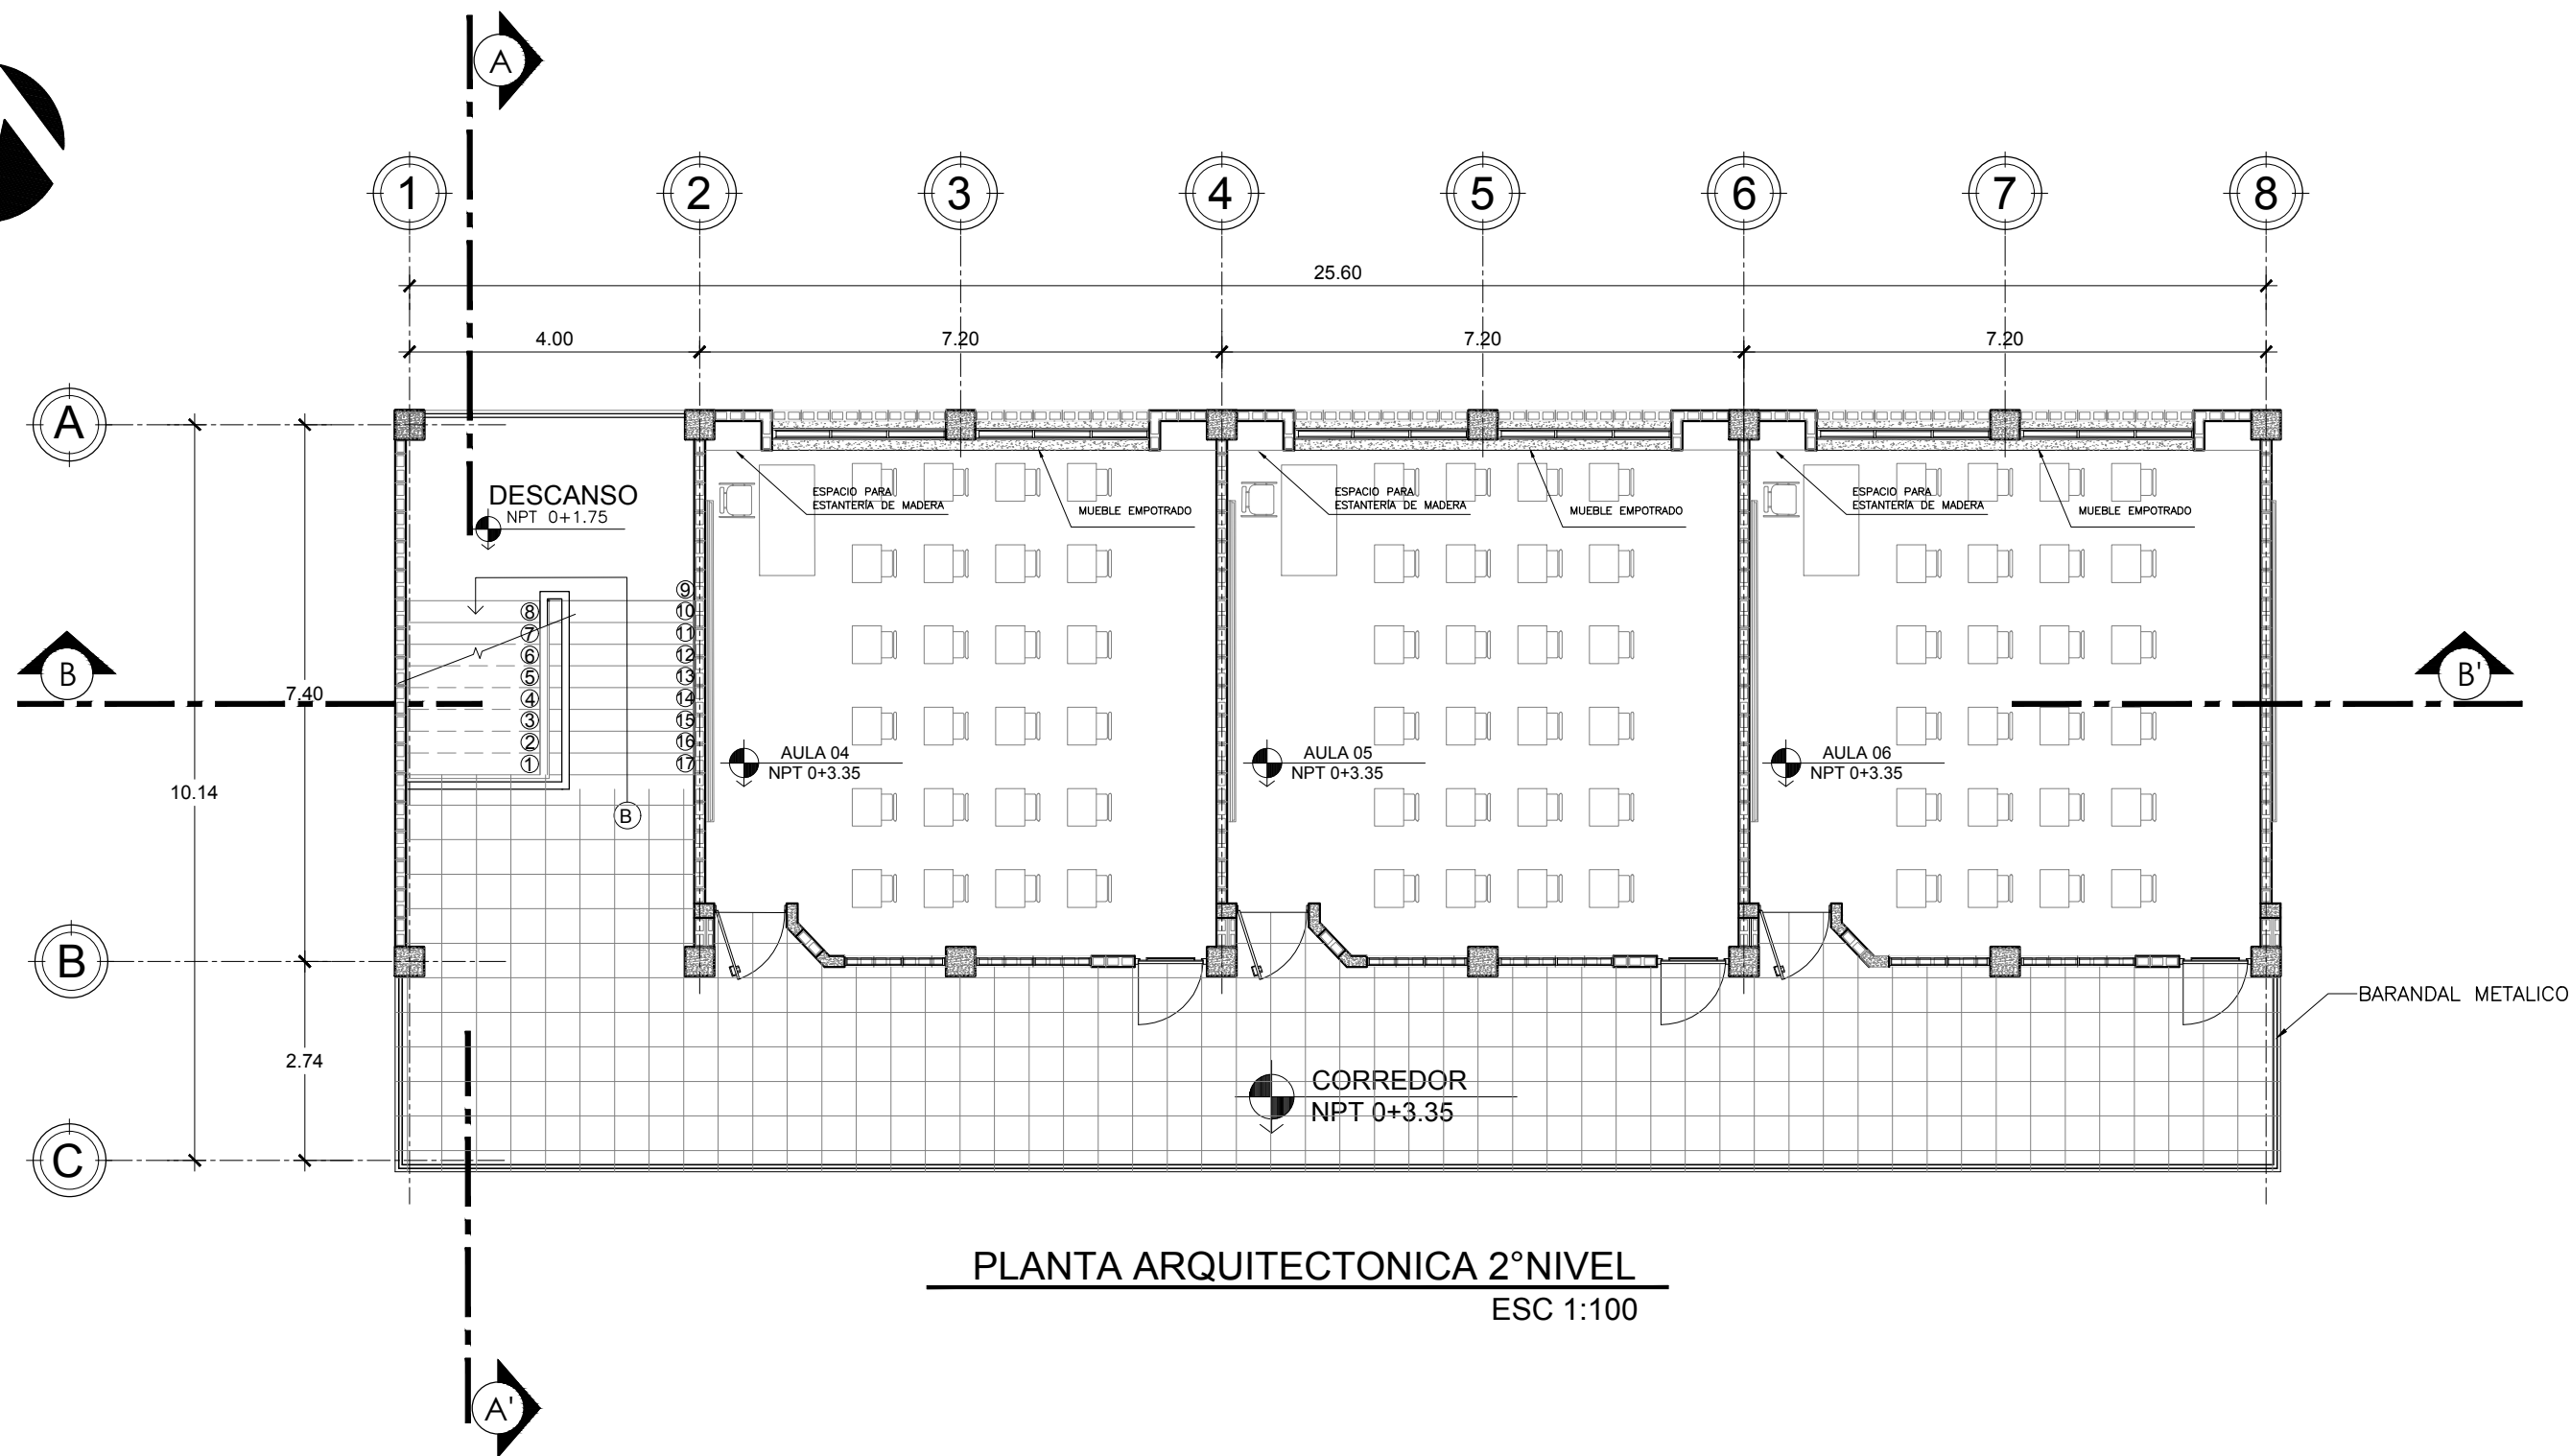 A
1 2 3 4 5 6 7 8
25.60
4.00 7.20 7.20 7.20
A
DESCANSO
NPT 0+1.75
ESPACIO PARA
ESTANTERÍA DE MADERA
MUEBLE EMPOTRADO
ESPACIO PARA
ESTANTERÍA DE MADERA
MUEBLE EMPOTRADO
ESPACIO PARA
ESTANTERÍA DE MADERA
MUEBLE EMPOTRADO
9
8 10
7 11
6 12
5 13
4 14
3 15
2 16
1 17
B
B'
7.40
10.14
AULA 04
NPT 0+3.35
AULA 05
NPT 0+3.35
AULA 06
NPT 0+3.35
B
B
BARANDAL METALICO
2.74
CORREDOR
NPT 0+3.35
C
PLANTA ARQUITECTONICA 2°NIVEL
ESC 1:100
A'